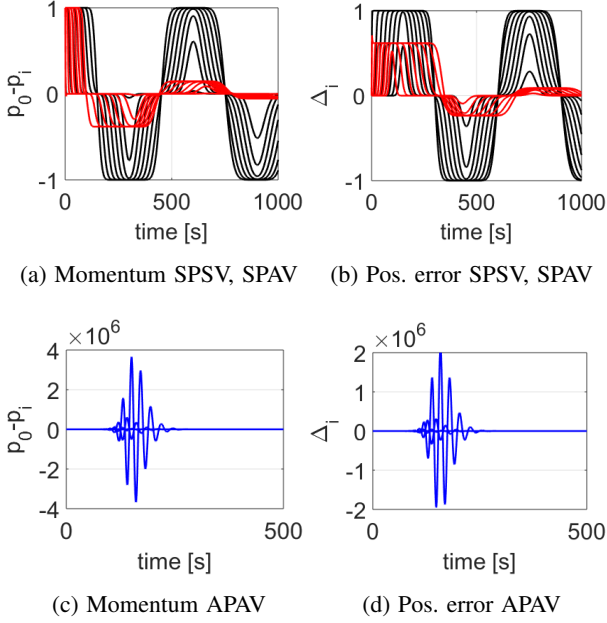 1
0
-1
p0-pi
0
500
1000
time [s]
(a) Momentum SPSV, SPAV
1
0
-1
Δi
0
500
1000
time [s]
(b) Pos. error SPSV, SPAV
×10^6
4
2
0
-2
-4
p0-pi
0
500
time [s]
(c) Momentum APAV
×10^6
2
1
0
-1
-2
Δi
0
500
time [s]
(d) Pos. error APAV